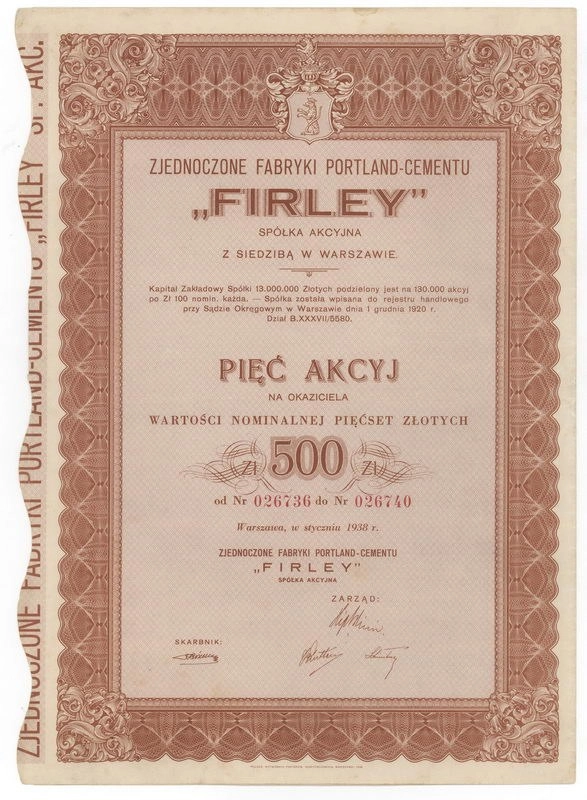 ZJEDNOCZONE FABRYKI PORTLAND-CEMENTU „FIRLEY” SP. AKC.
ZJEDNOCZONE FABRYKI PORTLAND-CEMENTU
„FIRLEY”
SPÓŁKA AKCYJNA
Z SIEDZIBĄ W WARSZAWIE.
Kapitał Zakładowy Spółki 13.000.000 Złotych podzielony jest na 130.000 akcyj
po Zł 100 nomin. każda. — Spółka została wpisana do rejestru handlowego
przy Sądzie Okręgowym w Warszawie dnia 1 grudnia 1920 r.
Dział B.XXXVII/5580.
PIĘĆ AKCYJ
NA OKAZICIELA
WARTOŚCI NOMINALNEJ PIĘĆSET ZŁOTYCH
Zł 500 Zł
od Nr 026736 do Nr 026740
Warszawa, w styczniu 1938 r.
ZJEDNOCZONE FABRYKI PORTLAND-CEMENTU
„FIRLEY”
SPÓŁKA AKCYJNA
ZARZĄD:
SKARBNIK: